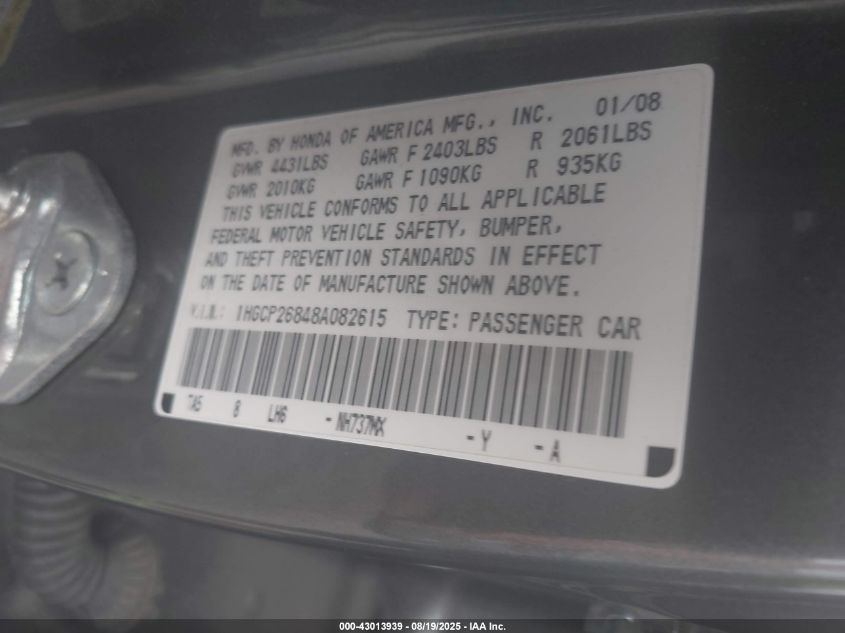 MFD. BY HONDA OF AMERICA MFG., INC. 01/08
GVWR 4431LBS GAWR F 2403LBS R 2061LBS
GVWR 2010KG GAWR F 1090KG R 935KG
THIS VEHICLE CONFORMS TO ALL APPLICABLE
FEDERAL MOTOR VEHICLE SAFETY, BUMPER,
AND THEFT PREVENTION STANDARDS IN EFFECT
ON THE DATE OF MANUFACTURE SHOWN ABOVE.
V.I.N.: 1HGCP26848A082615 TYPE: PASSENGER CAR
TA5 8 LH6 -NH737MX -Y -A
000-43013939 - 08/19/2025 - IAA Inc.